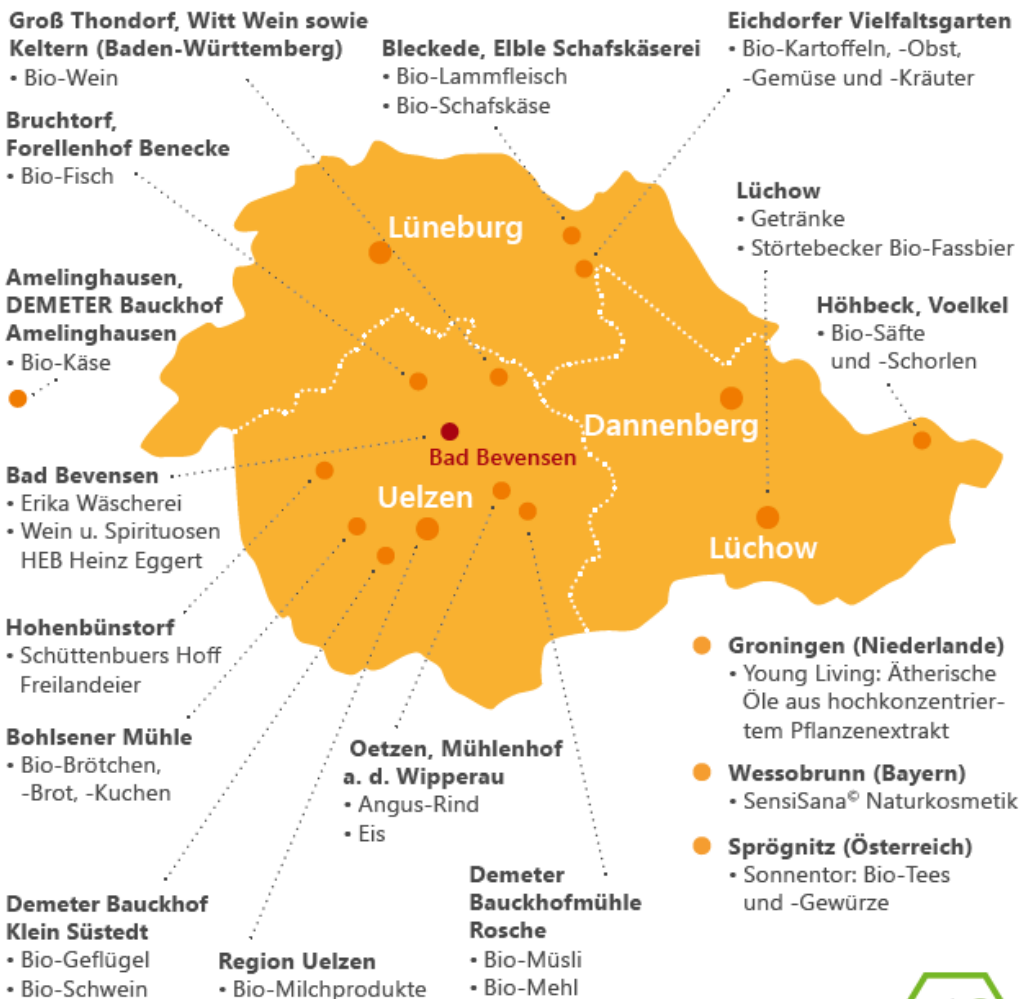 Groß Thondorf, Witt Wein sowie
Keltern (Baden-Württemberg)
• Bio-Wein
Bleckede, Elble Schafskäserei
• Bio-Lammfleisch
• Bio-Schafskäse
Eichdorfer Vielfaltsgarten
• Bio-Kartoffeln, -Obst,
-Gemüse und -Kräuter
Bruchtorf,
Forellenhof Benecke
• Bio-Fisch
Lüchow
• Getränke
• Störtebecker Bio-Fassbier
Amelinghausen,
DEMETER Bauckhof
Amelinghausen
• Bio-Käse
Höhbeck, Voelkel
• Bio-Säfte
und -Schorlen
Lüneburg
Dannenberg
Bad Bevensen
Uelzen
Lüchow
Bad Bevensen
• Erika Wäscherei
• Wein u. Spirituosen
HEB Heinz Eggert
Hohenbünstorf
• Schüttenbuers Hoff
Freilandeier
Bohlsener Mühle
• Bio-Brötchen,
-Brot, -Kuchen
Oetzen, Mühlenhof
a. d. Wipperau
• Angus-Rind
• Eis
Groningen (Niederlande)
• Young Living: Ätherische
Öle aus hochkonzentrier-
tem Pflanzenextrakt
Wessobrunn (Bayern)
• SensiSana© Naturkosmetik
Sprögnitz (Österreich)
• Sonnentor: Bio-Tees
und -Gewürze
Demeter Bauckhof
Klein Süstedt
• Bio-Geflügel
• Bio-Schwein
Region Uelzen
• Bio-Milchprodukte
Demeter
Bauckhofmühle
Rosche
• Bio-Müsli
• Bio-Mehl